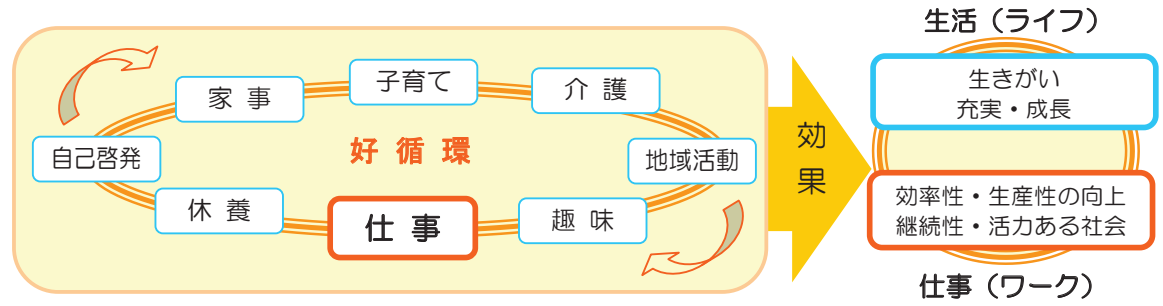 子育て
家 事
介 護
自己啓発
好 循 環
地域活動
休 養
仕 事
趣 味
効
果
生活（ライフ）
生きがい
充実・成長
効率性・生産性の向上
継続性・活力ある社会
仕事（ワーク）